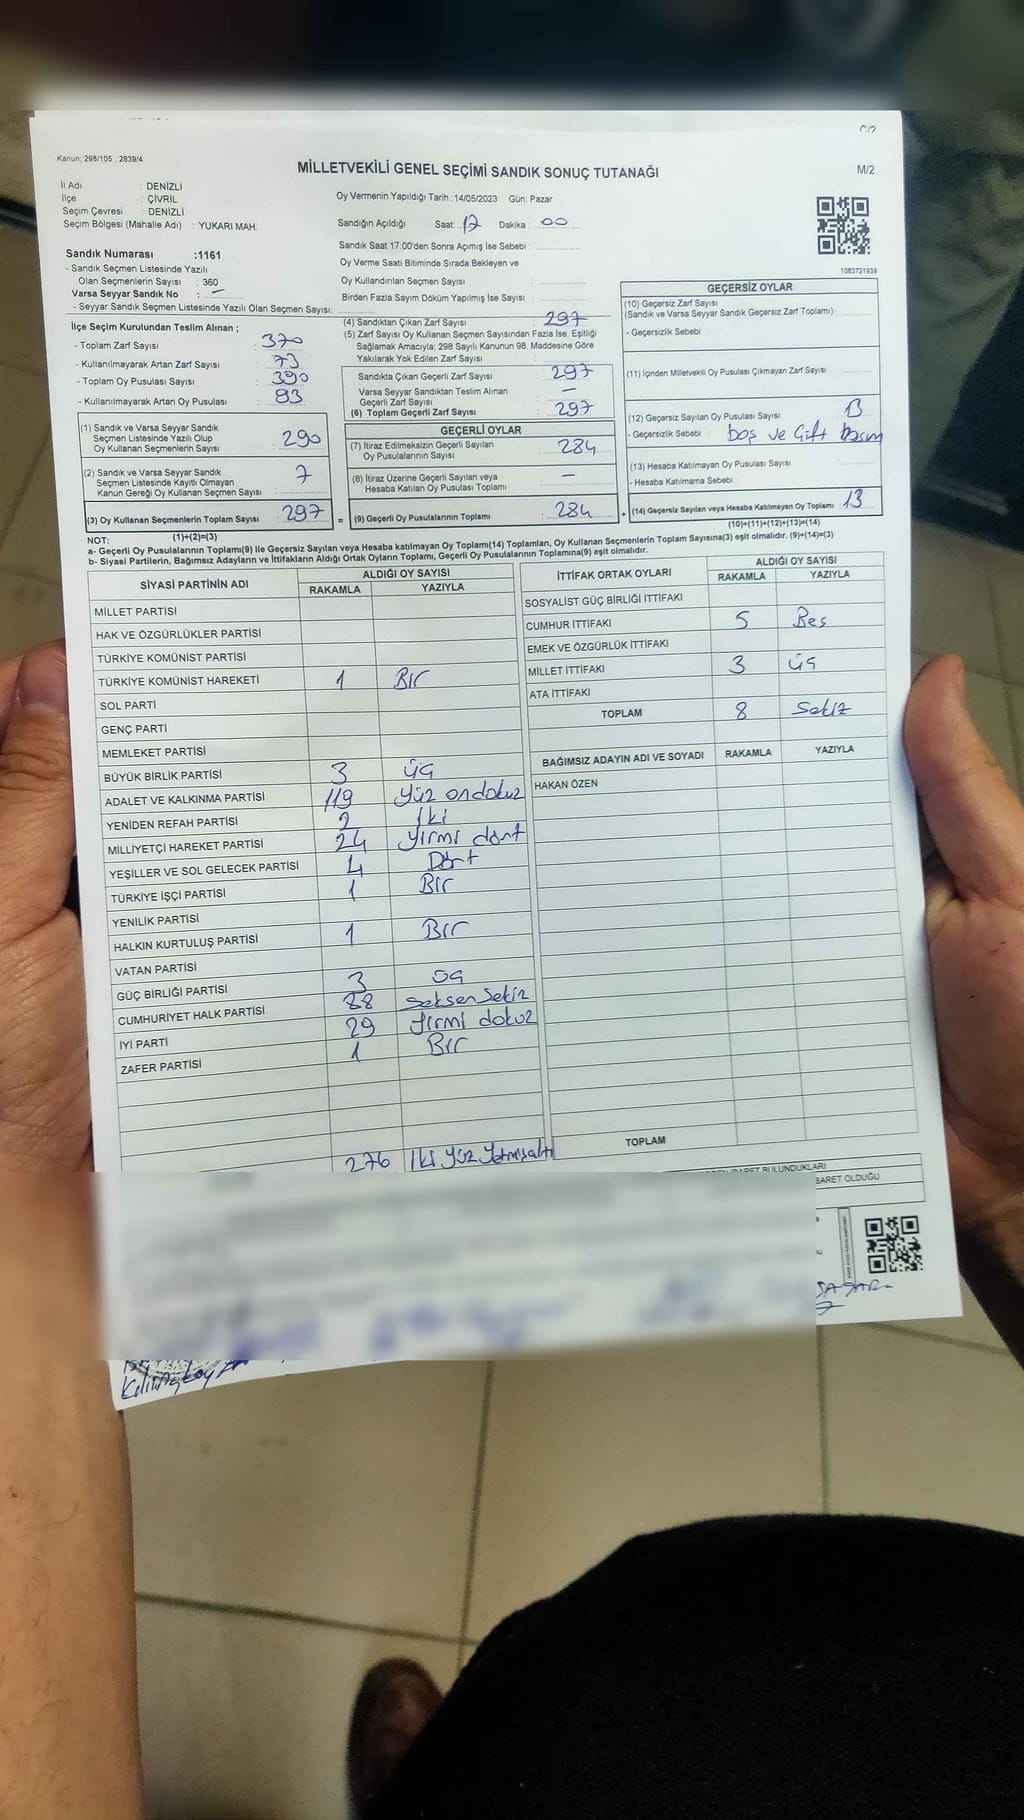 Kanun; 298/105 , 2839/4
MİLLETVEKİLİ GENEL SEÇİMİ SANDIK SONUÇ TUTANAĞI
M/2
İl Adı : DENİZLİ
İlçe : ÇİVRİL
Seçim Çevresi : DENİZLİ
Seçim Bölgesi (Mahalle Adı) : YUKARI MAH.
Oy Vermenin Yapıldığı Tarih :14/05/2023 Gün: Pazar
Sandığın Açıldığı Saat: 17 Dakika : 00
Sandık Saat 17:00'den Sonra Açımış İse Sebebi :
Oy Verme Saati Bitiminde Sırada Bekleyen ve
Oy Kullandırılan Seçmen Sayısı :
Birden Fazla Sayım Döküm Yapılmış İse Sayısı :
1083721939
Sandık Numarası :1161
- Sandık Seçmen Listesinde Yazılı
Olan Seçmenlerin Sayısı : 360
Varsa Seyyar Sandık No : –
- Seyyar Sandık Seçmen Listesinde Yazılı Olan Seçmen Sayısı:
İlçe Seçim Kurulundan Teslim Alınan ;
- Toplam Zarf Sayısı : 370
- Kullanılmayarak Artan Zarf Sayısı : 73
- Toplam Oy Pusulası Sayısı : 390
- Kullanılmayarak Artan Oy Pusulası : 93
(1) Sandık ve Varsa Seyyar Sandık
Seçmen Listesinde Yazılı Olup
Oy Kullanan Seçmenlerin Sayısı : 290
(2) Sandık ve Varsa Seyyar Sandık
Seçmen Listesinde Kayıtlı Olmayan
Kanun Gereği Oy Kullanan Seçmen Sayısı : 7
(3) Oy Kullanan Seçmenlerin Toplam Sayısı : 297
(4) Sandıktan Çıkan Zarf Sayısı : 297
(5) Zarf Sayısı Oy Kullanan Seçmen Sayısından Fazla İse, Eşitliği
Sağlamak Amacıyla; 298 Sayılı Kanunun 98. Maddesine Göre
Yakılarak Yok Edilen Zarf Sayısı :
Sandıkta Çıkan Geçerli Zarf Sayısı : 297
Varsa Seyyar Sandıktan Teslim Alınan
Geçerli Zarf Sayısı : –
(6) Toplam Geçerli Zarf Sayısı : 297
GEÇERLİ OYLAR
(7) İtiraz Edilmeksizin Geçerli Sayılan
Oy Pusulalarının Sayısı : 284
(8) İtiraz Üzerine Geçerli Sayılan veya
Hesaba Katılan Oy Pusulası Toplamı : –
= (9) Geçerli Oy Pusulalarının Toplamı : 284 +
GEÇERSİZ OYLAR
(10) Geçersiz Zarf Sayısı
(Sandık ve Varsa Seyyar Sandık Geçersiz Zarf Toplamı) :
- Geçersizlik Sebebi :
(11) İçinden Milletvekili Oy Pusulası Çıkmayan Zarf Sayısı :
(12) Geçersiz Sayılan Oy Pusulası Sayısı : 13
- Geçersizlik Sebebi : boş ve Çift basım
(13) Hesaba Katılmayan Oy Pusulası Sayısı :
- Hesaba Katılmama Sebebi :
(14) Geçersiz Sayılan veya Hesaba Katılmayan Oy Toplamı : 13
(1)+(2)=(3)
(10)+(11)+(12)+(13)=(14)
NOT:
a- Geçerli Oy Pusulalarının Toplamı(9) ile Geçersiz Sayılan veya Hesaba katılmayan Oy Toplamı(14) Toplamları, Oy Kullanan Seçmenlerin Toplam Sayısına(3) eşit olmalıdır. (9)+(14)=(3)
b- Siyasi Partilerin, Bağımsız Adayların ve İttifakların Aldığı Ortak Oyların Toplamı, Geçerli Oy Pusulalarının Toplamına(9) eşit olmalıdır.
SİYASİ PARTİNİN ADI
ALDIĞI OY SAYISI
RAKAMLA YAZIYLA
MİLLET PARTİSİ
HAK VE ÖZGÜRLÜKLER PARTİSİ
TÜRKİYE KOMÜNİST PARTİSİ
TÜRKİYE KOMÜNİST HAREKETİ 1 Bir
SOL PARTİ
GENÇ PARTİ
MEMLEKET PARTİSİ
BÜYÜK BİRLİK PARTİSİ 3 üç
ADALET VE KALKINMA PARTİSİ 119 yüz ondokuz
YENİDEN REFAH PARTİSİ 2 İki
MİLLİYETÇİ HAREKET PARTİSİ 24 yirmi dört
YEŞİLLER VE SOL GELECEK PARTİSİ 4 Dört
TÜRKİYE İŞÇİ PARTİSİ 1 Bir
YENİLİK PARTİSİ
HALKIN KURTULUŞ PARTİSİ 1 Bir
VATAN PARTİSİ
GÜÇ BİRLİĞİ PARTİSİ 3 üç
CUMHURİYET HALK PARTİSİ 88 seksen sekiz
İYİ PARTİ 29 yirmi dokuz
ZAFER PARTİSİ 1 Bir
276 İki yüz yetmişaltı
İTTİFAK ORTAK OYLARI
ALDIĞI OY SAYISI
RAKAMLA YAZIYLA
SOSYALİST GÜÇ BİRLİĞİ İTTİFAKI
CUMHUR İTTİFAKI 5 Beş
EMEK VE ÖZGÜRLÜK İTTİFAKI
MİLLET İTTİFAKI 3 üç
ATA İTTİFAKI
TOPLAM 8 Sekiz
BAĞIMSIZ ADAYIN ADI VE SOYADI RAKAMLA YAZIYLA
HAKAN ÖZEN
TOPLAM
BULUNDUKLARI
OLDUĞU